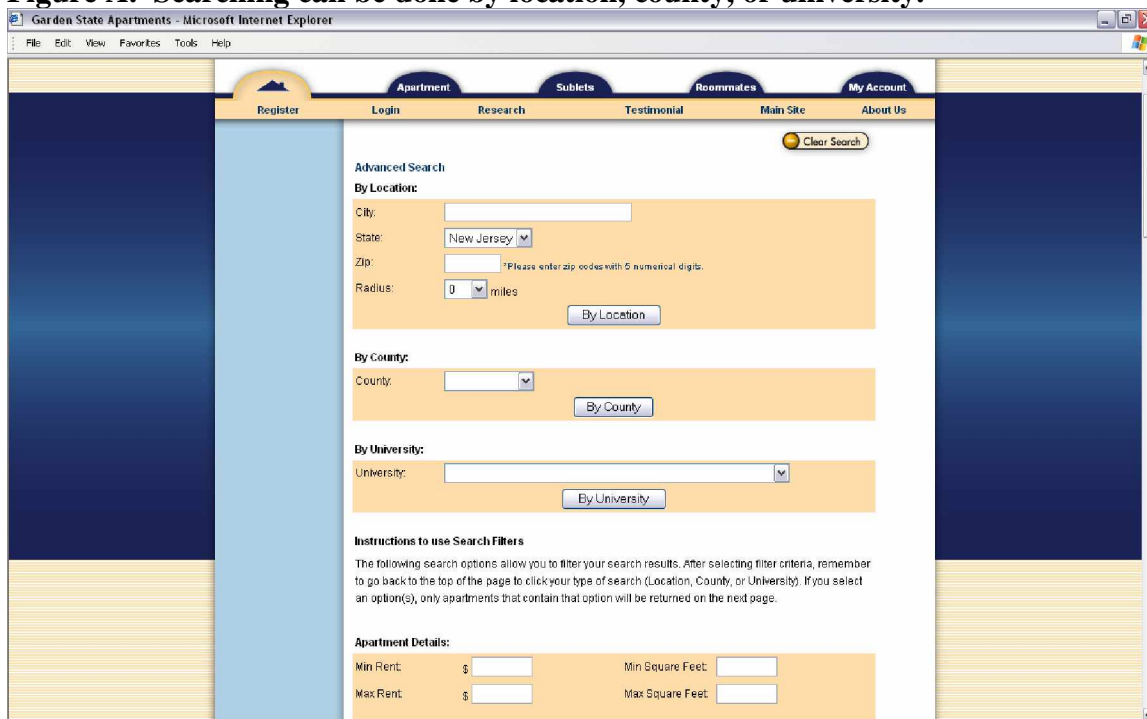 Figure A: Searching can be done by location, county, or university.
Garden State Apartments - Microsoft Internet Explorer
File Edit View Favorites Tools Help
Apartment Sublets Roommates My Account
Register Login Research Testimonial Main Site About Us
Clear Search
Advanced Search
By Location:
City:
State: New Jersey
Zip: *Please enter zip codes with 5 numerical digits.
Radius: 0 miles
By Location
By County:
County:
By County
By University:
University:
By University
Instructions to use Search Filters
The following search options allow you to filter your search results. After selecting filter criteria, remember
to go back to the top of the page to click your type of search (Location, County, or University). If you select
an option(s), only apartments that contain that option will be returned on the next page.
Apartment Details:
Min Rent: $ Min Square Feet:
Max Rent: $ Max Square Feet: